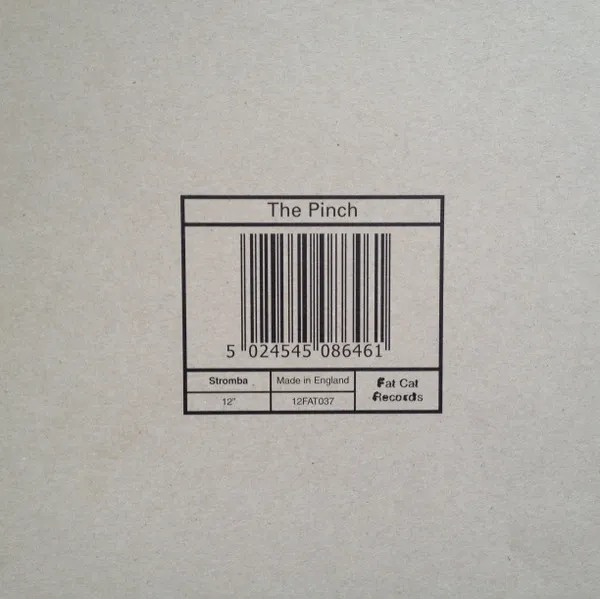 The Pinch
5 024545 086461
Stromba
Made in England
Fat Cat
Records
12"
12FAT037